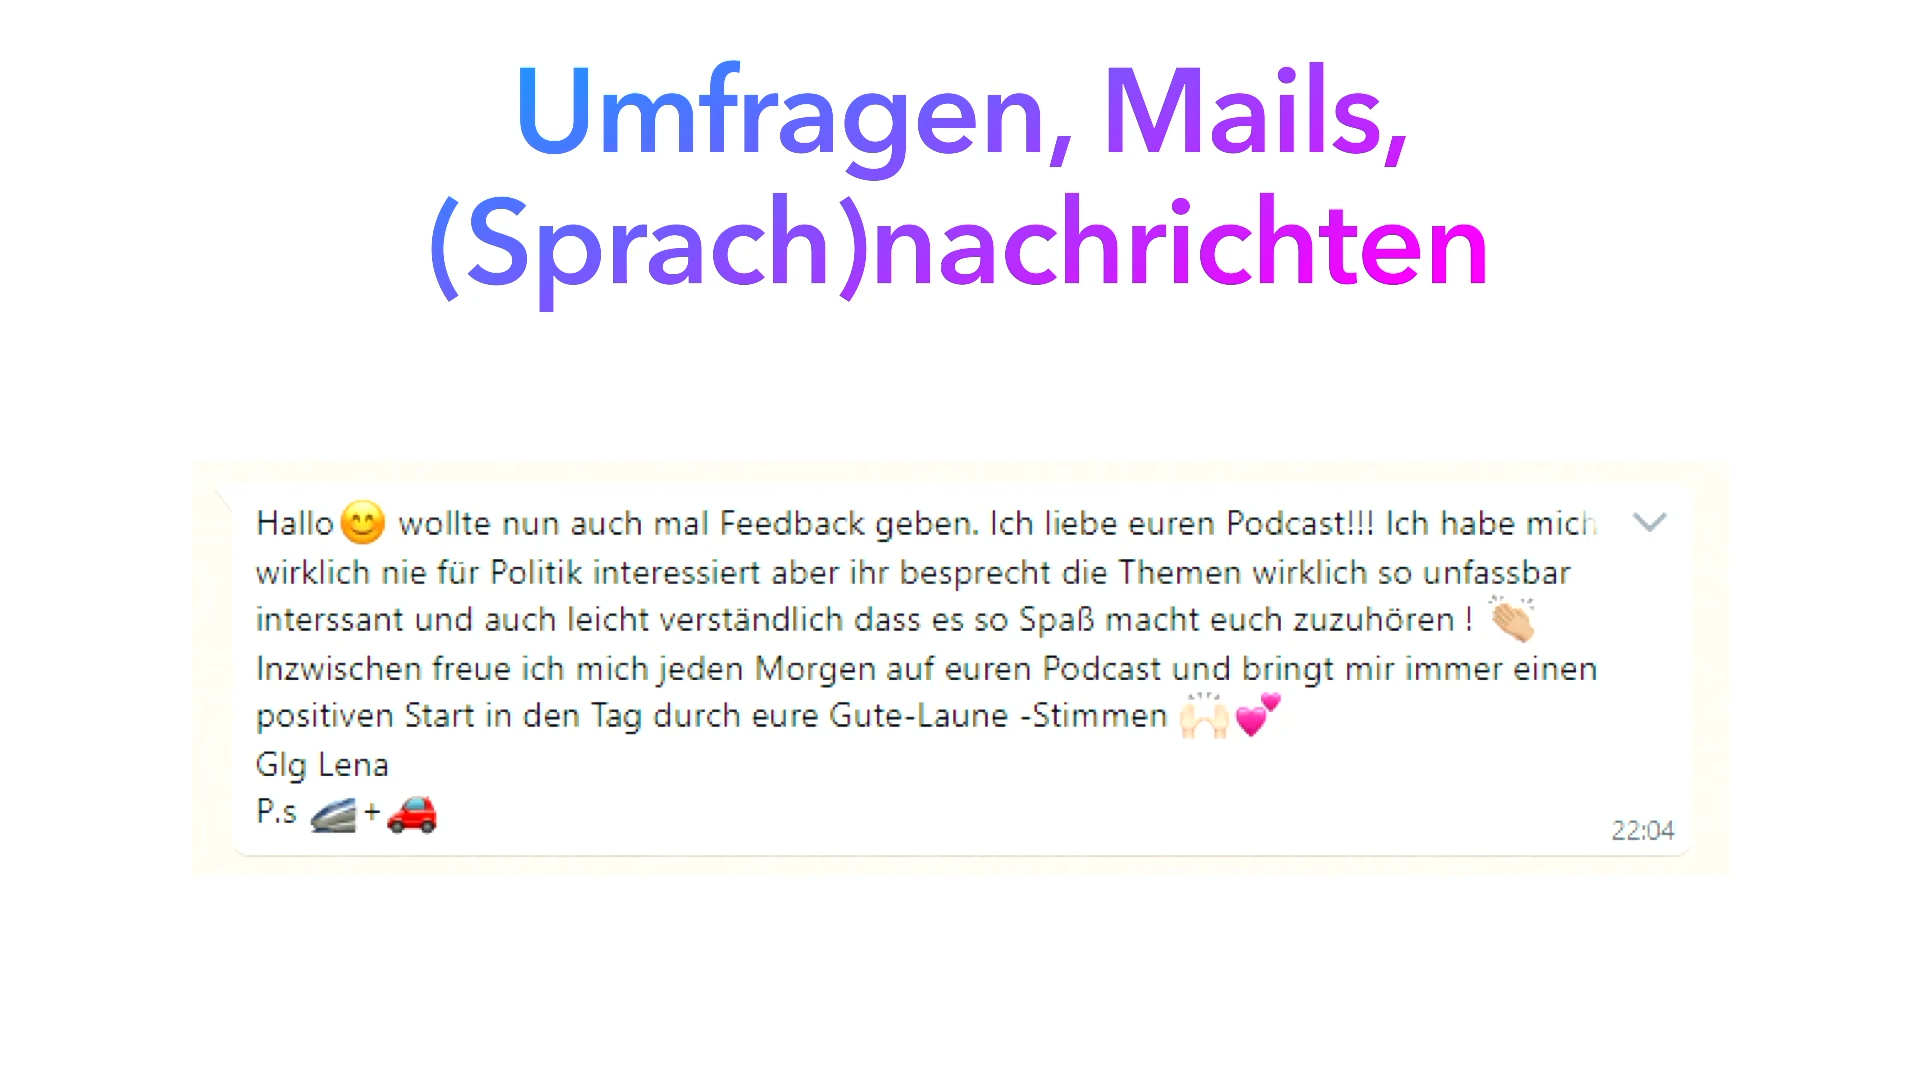 Umfragen, Mails,
(Sprach)nachrichten
Hallo😊 wollte nun auch mal Feedback geben. Ich liebe euren Podcast!!! Ich habe mich
wirklich nie für Politik interessiert aber ihr besprecht die Themen wirklich so unfassbar
interssant und auch leicht verständlich dass es so Spaß macht euch zuzuhören ! 👏🏼
Inzwischen freue ich mich jeden Morgen auf euren Podcast und bringt mir immer einen
positiven Start in den Tag durch eure Gute-Laune -Stimmen 🙌🏻💕
Glg Lena
P.s 🚄+🚗
22:04